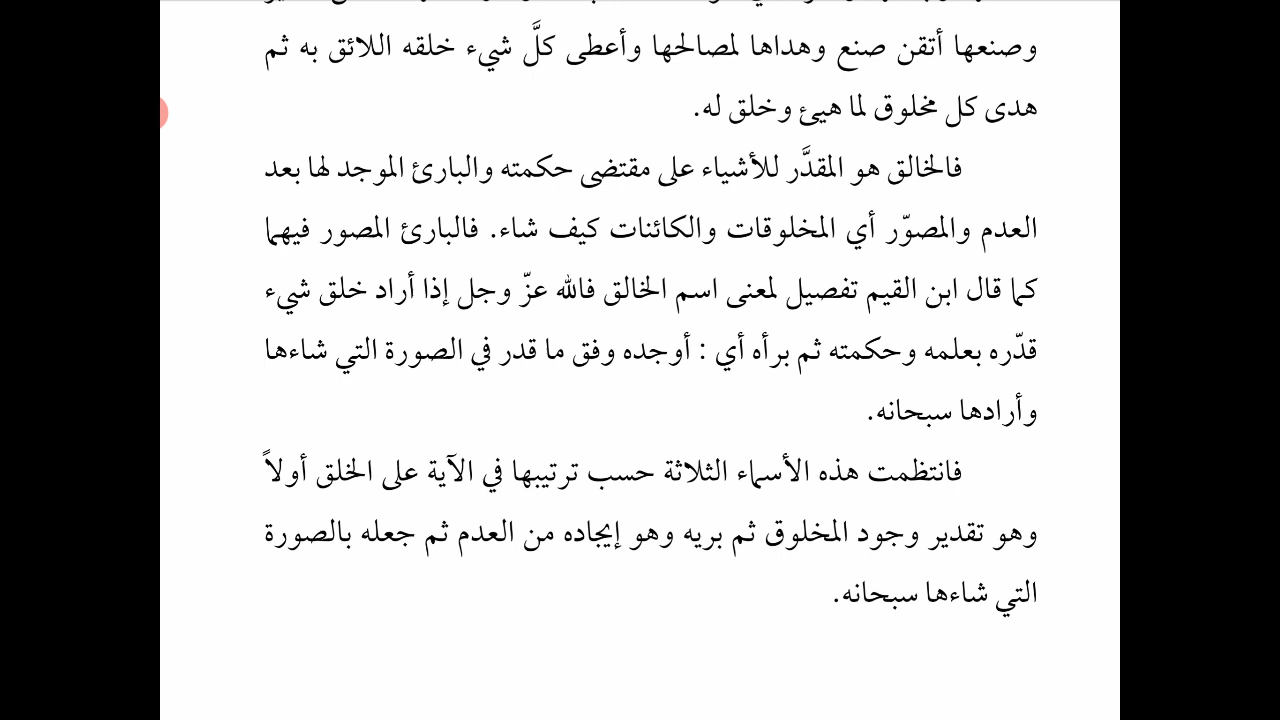 وصنعها أتقن صنع وهداها لمصالحها وأعطى كلَّ شيء خلقه اللائق به ثم
هدى كل مخلوق لما هيئ وخلق له.
فالخالق هو المقدَّر للأشياء على مقتضى حكمته والبارئ الموجد لها بعد
العدم والمصوّر أي المخلوقات والكائنات كيف شاء. فالبارئ المصور فيهما
كما قال ابن القيم تفصيل لمعنى اسم الخالق فالله عزّ وجل إذا أراد خلق شيء
قدّره بعلمه وحكمته ثم برأه أي : أوجده وفق ما قدر في الصورة التي شاءها
وأرادها سبحانه.
فانتظمت هذه الأسماء الثلاثة حسب ترتيبها في الآية على الخلق أولاً
وهو تقدير وجود المخلوق ثم بريه وهو إيجاده من العدم ثم جعله بالصورة
التي شاءها سبحانه.